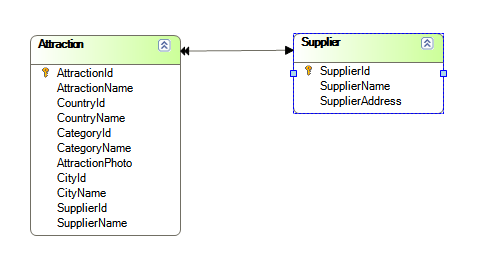 Attraction
AttractionId
AttractionName
CountryId
CountryName
CategoryId
CategoryName
AttractionPhoto
CityId
CityName
SupplierId
SupplierName
Supplier
SupplierId
SupplierName
SupplierAddress